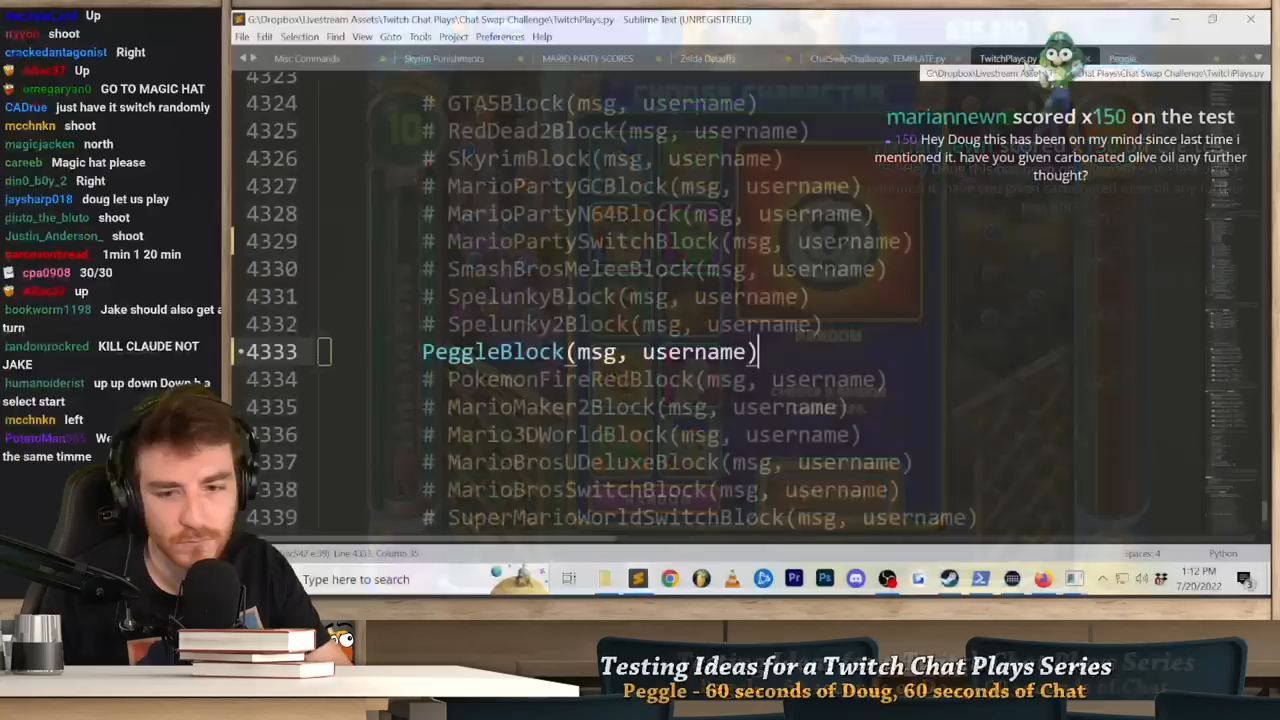 G:\Dropbox\Livestream Assets\Twitch Chat Plays\Chat Swap Challenge\TwitchPlays.py - Sublime Text (UNREGISTERED)
File Edit Selection Find View Goto Tools Project Preferences Help
Misc Commands Skyrim Punishments MARIO PARTY SCORES Zelda Defaults ChatSwapChallenge_TEMPLATE.py TwitchPlays.py Peggle
4323
4324 # GTA5Block(msg, username)
4325 # RedDead2Block(msg, username)
4326 # SkyrimBlock(msg, username)
4327 # MarioPartyGCBlock(msg, username)
4328 # MarioPartyN64Block(msg, username)
4329 # MarioPartySwitchBlock(msg, username)
4330 # SmashBrosMeleeBlock(msg, username)
4331 # SpelunkyBlock(msg, username)
4332 # Spelunky2Block(msg, username)
4333 PeggleBlock(msg, username)
4334 # PokemonFireRedBlock(msg, username)
4335 # MarioMaker2Block(msg, username)
4336 # Mario3DWorldBlock(msg, username)
4337 # MarioBrosUDeluxeBlock(msg, username)
4338 # MarioBrosSwitchBlock(msg, username)
4339 # SuperMarioWorldSwitchBlock(msg, username)
Line 4333, Column 35
Spaces: 4 Python
Type here to search
1:12 PM
7/20/2022
mariannewn scored x150 on the test
150 Hey Doug this has been on my mind since last time i
mentioned it. have you given carbonated olive oil any further
thought?
Up
shoot
crackedantagonist Right
Up
omegaryan0 GO TO MAGIC HAT
CADrue just have it switch randomly
mcchnkn shoot
magicjacken north
careeb Magic hat please
din0_b0y_2 Right
jaysharp018 doug let us play
pluto_the_bluto shoot
Justin_Anderson_ shoot
1min 1 20 min
cpa0908 30/30
up
bookworm1198 Jake should also get a
turn
randomrockred KILL CLAUDE NOT
JAKE
humanoiderist up up down Down b a
select start
mcchnkn left
the same timme
Testing Ideas for a Twitch Chat Plays Series
Peggle - 60 seconds of Doug, 60 seconds of Chat